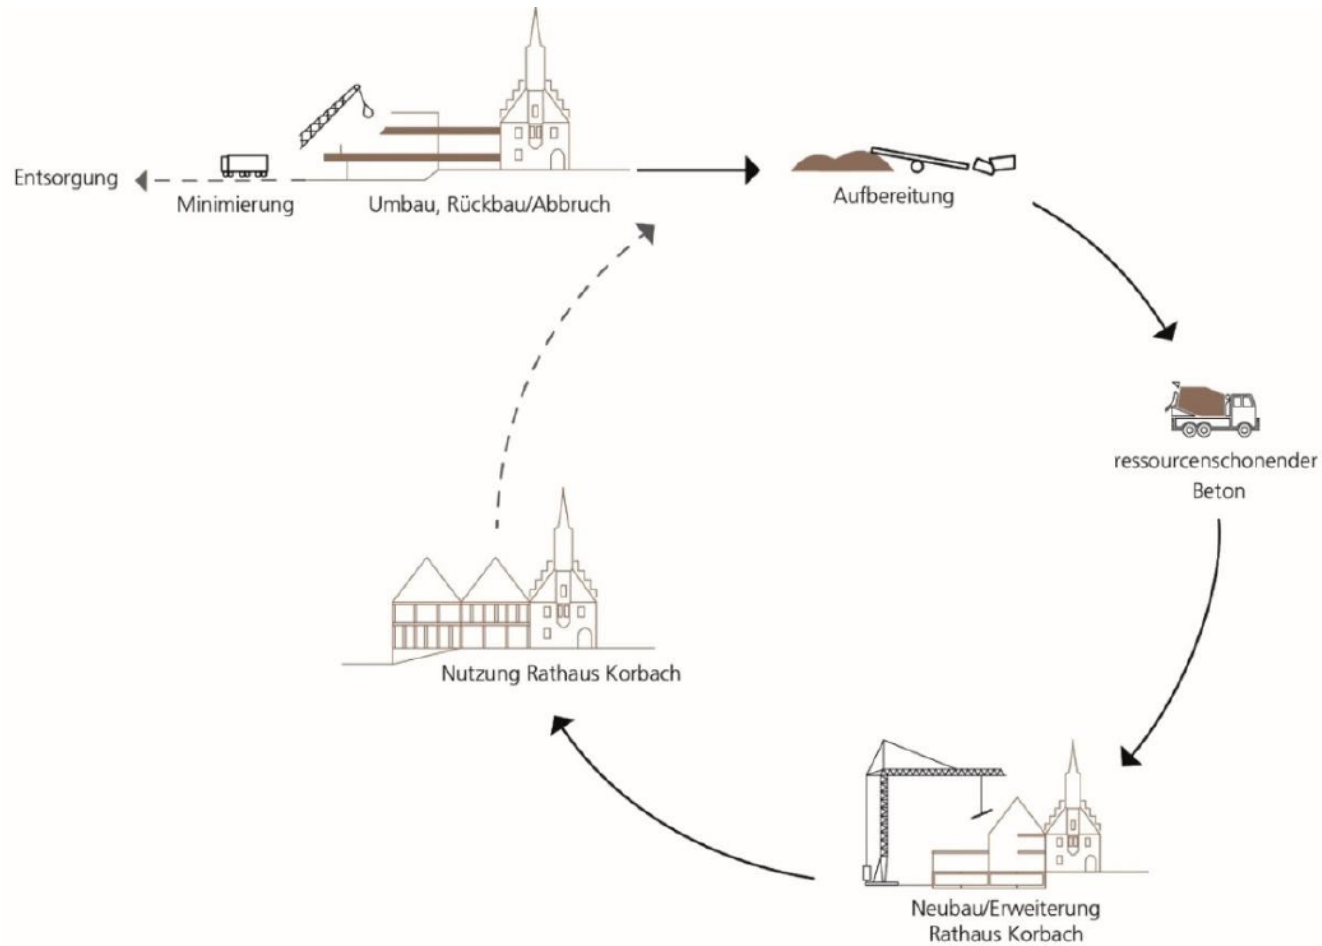 Entsorgung
Minimierung
Umbau, Rückbau/Abbruch
Aufbereitung
ressourcenschonender
Beton
Nutzung Rathaus Korbach
Neubau/Erweiterung
Rathaus Korbach